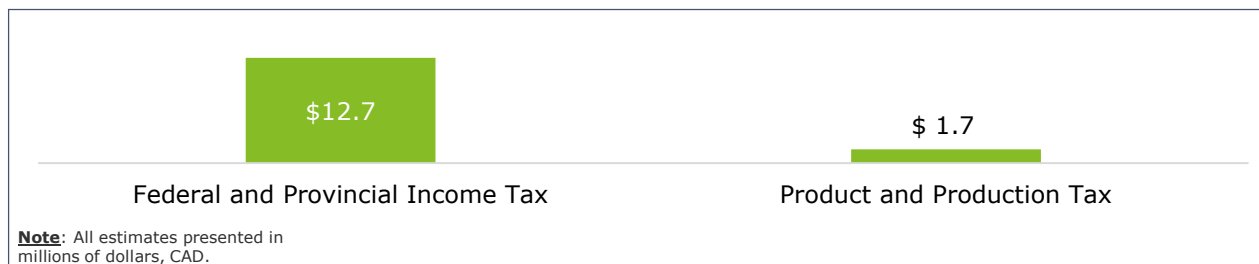 $12.7
$ 1.7
Federal and Provincial Income Tax
Product and Production Tax
Note: All estimates presented in
millions of dollars, CAD.